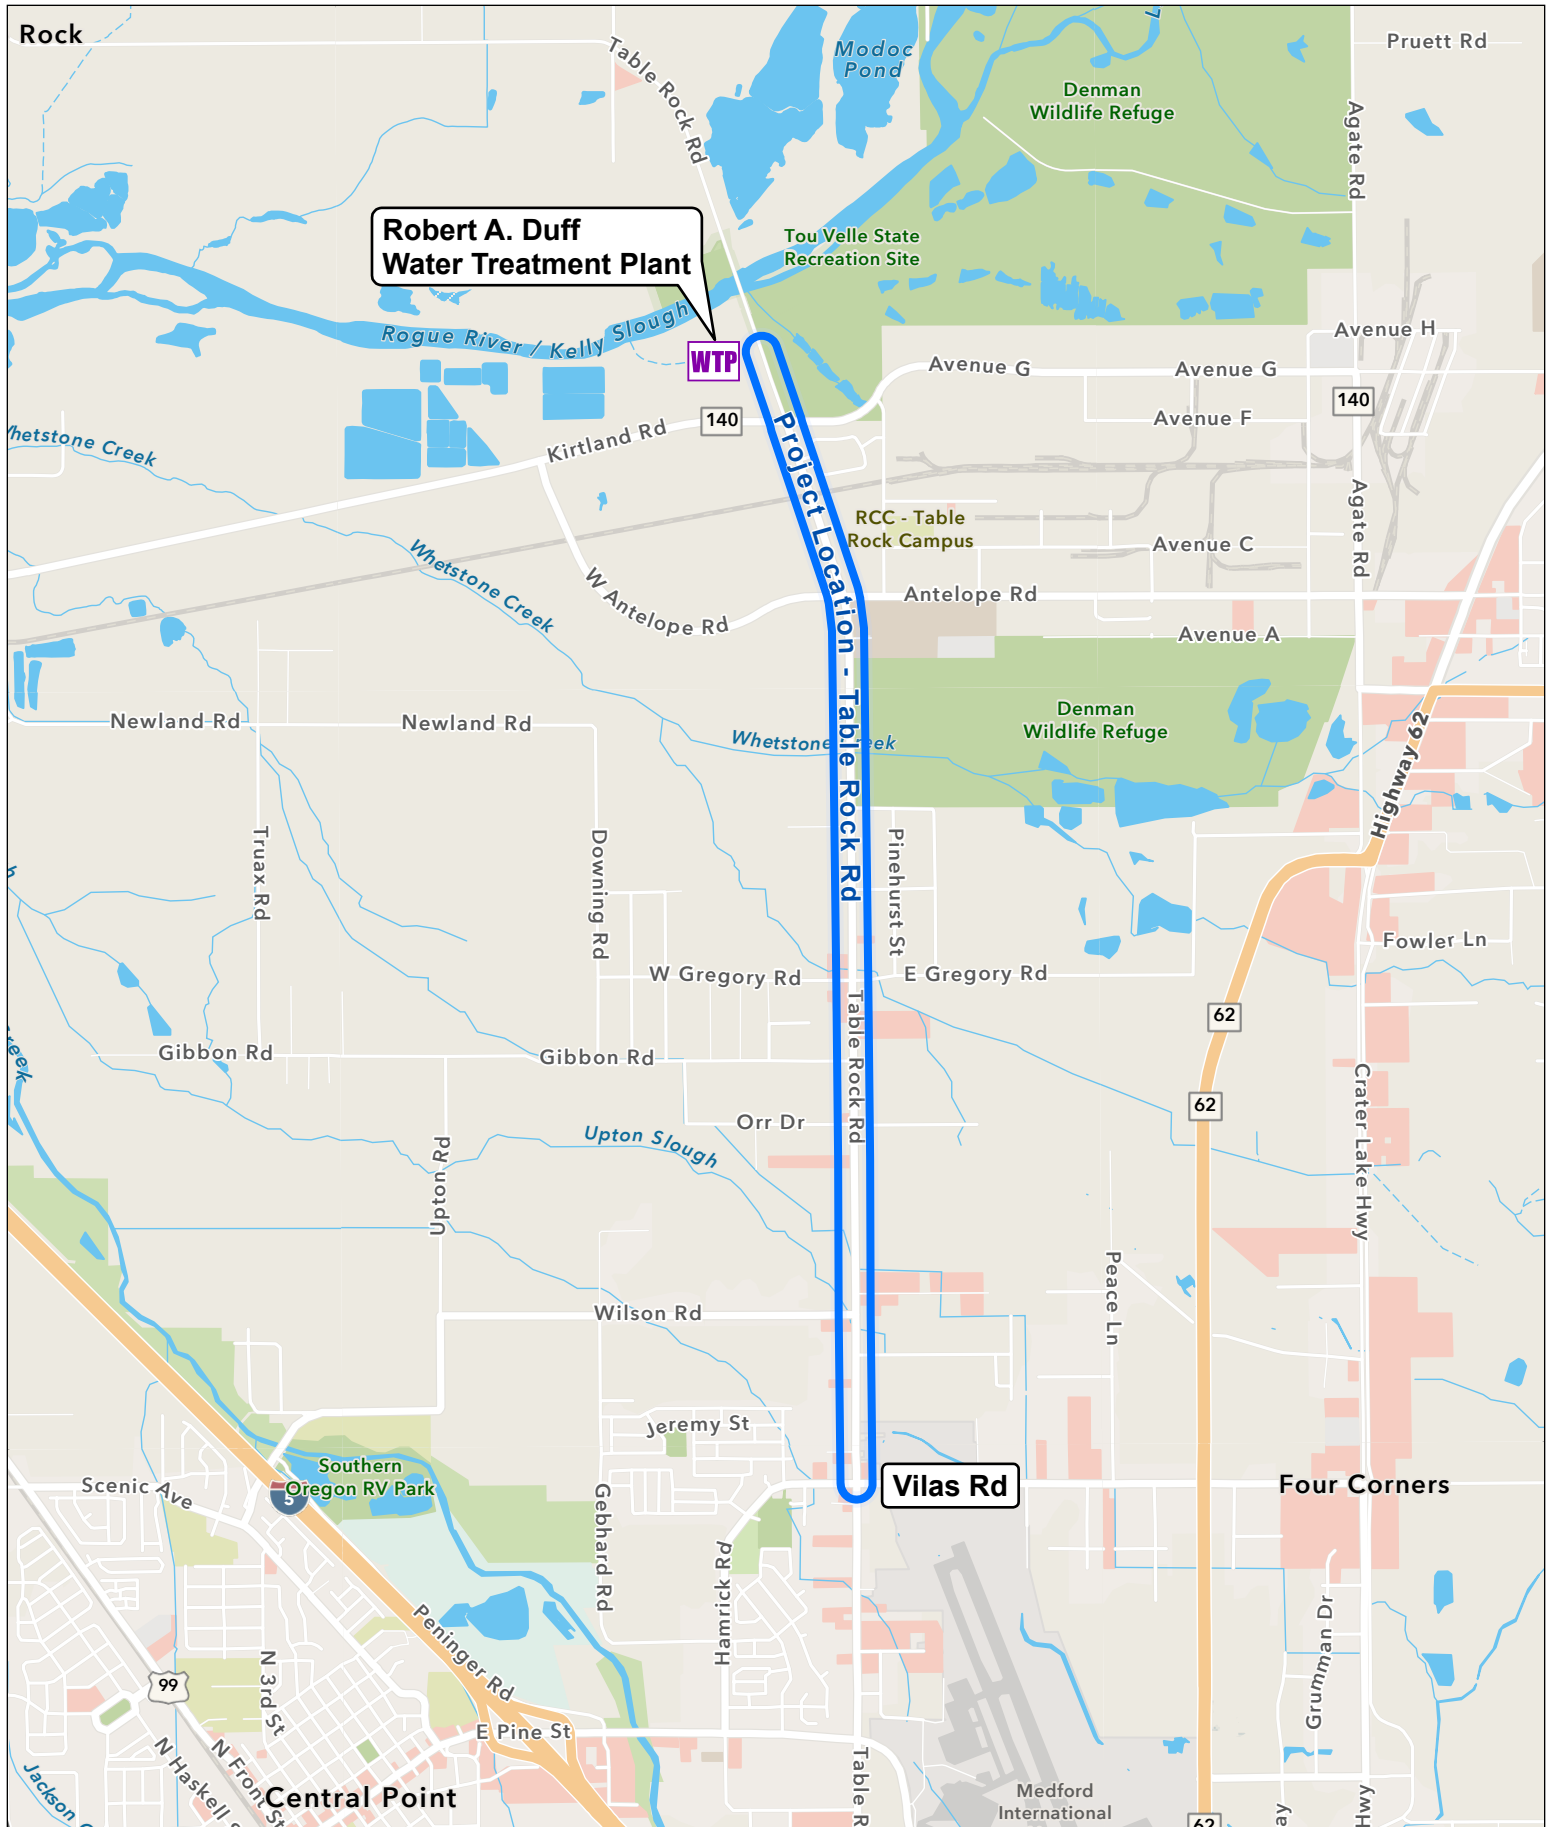 Rock
Table Rock Rd
Modoc
Pond
Denman
Wildlife Refuge
Pruett Rd
Agate Rd
Robert A. Duff
Water Treatment Plant
Tou Velle State
Recreation Site
Rogue River / Kelly Slough
WTP
Avenue H
Avenue G
Avenue G
140
140
Avenue F
Kirtland Rd
Whetstone Creek
Project Location - Table Rock Rd
RCC - Table
Rock Campus
Agate Rd
Avenue C
Whetstone Creek
W Antelope Rd
Antelope Rd
Avenue A
Newland Rd
Newland Rd
Denman
Wildlife Refuge
Whetstone
Highway 62
Truax Rd
Downing Rd
Pinehurst St
Fowler Ln
W Gregory Rd
E Gregory Rd
Table Rock Rd
62
Gibbon Rd
Gibbon Rd
62
Crater Lake Hwy
Orr Dr
Upton Slough
Upton Rd
Peace Ln
Wilson Rd
Jeremy St
Southern
Oregon RV Park
5
Scenic Ave
Gebhard Rd
Vilas Rd
Four Corners
Hamrick Rd
Peninger Rd
Grumman Dr
N 3rd St
99
E Pine St
N Haskell
N Front St
Table R
Central Point
Jackson
Medford
International
62
Hwy